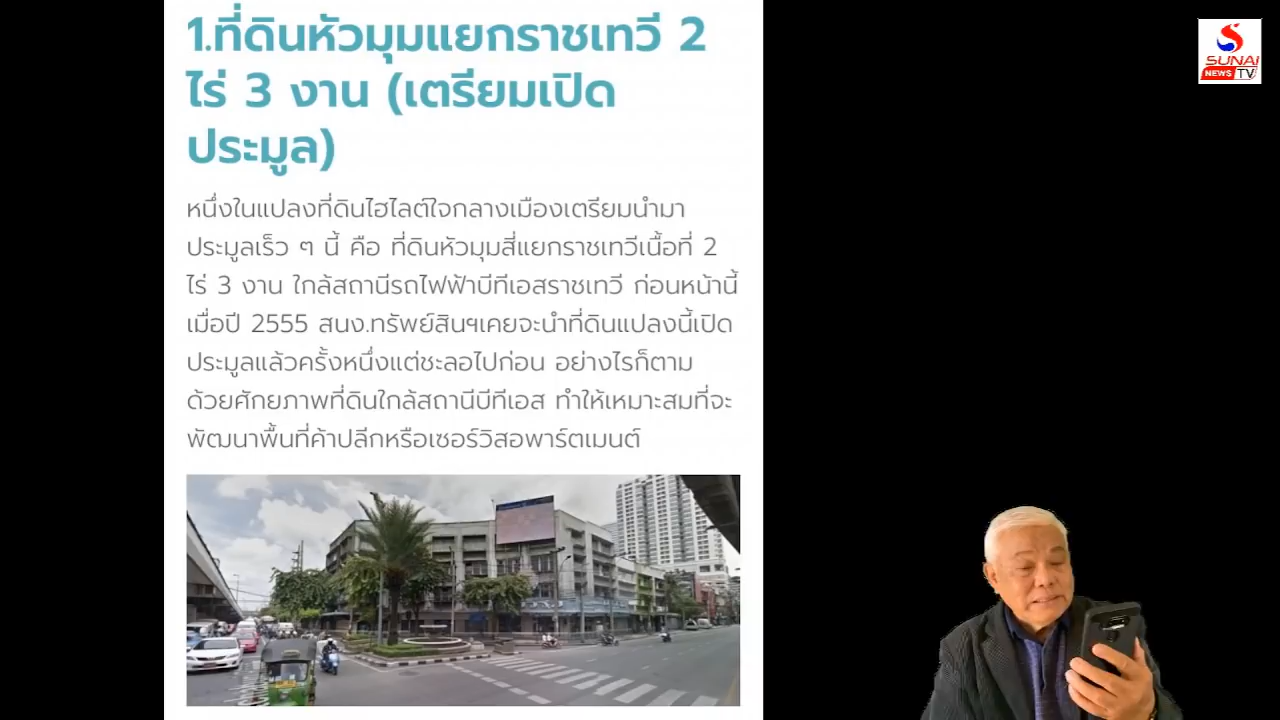 1.ที่ดินหัวมุมแยกราชเทวี 2
ไร่ 3 งาน (เตรียมเปิด
ประมูล)
หนึ่งในแปลงที่ดินไฮไลต์ใจกลางเมืองเตรียมนำมา
ประมูลเร็ว ๆ นี้ คือ ที่ดินหัวมุมสี่แยกราชเทวีเนื้อที่ 2
ไร่ 3 งาน ใกล้สถานีรถไฟฟ้าบีทีเอสราชเทวี ก่อนหน้านี้
เมื่อปี 2555 สนง.ทรัพย์สินฯเคยจะนำที่ดินแปลงนี้เปิด
ประมูลแล้วครั้งหนึ่งแต่ชะลอไปก่อน อย่างไรก็ตาม
ด้วยศักยภาพที่ดินใกล้สถานีบีทีเอส ทำให้เหมาะสมที่จะ
พัฒนาพื้นที่ค้าปลีกหรือเซอร์วิสอพาร์ตเมนต์
SUNAI
NEWS TV